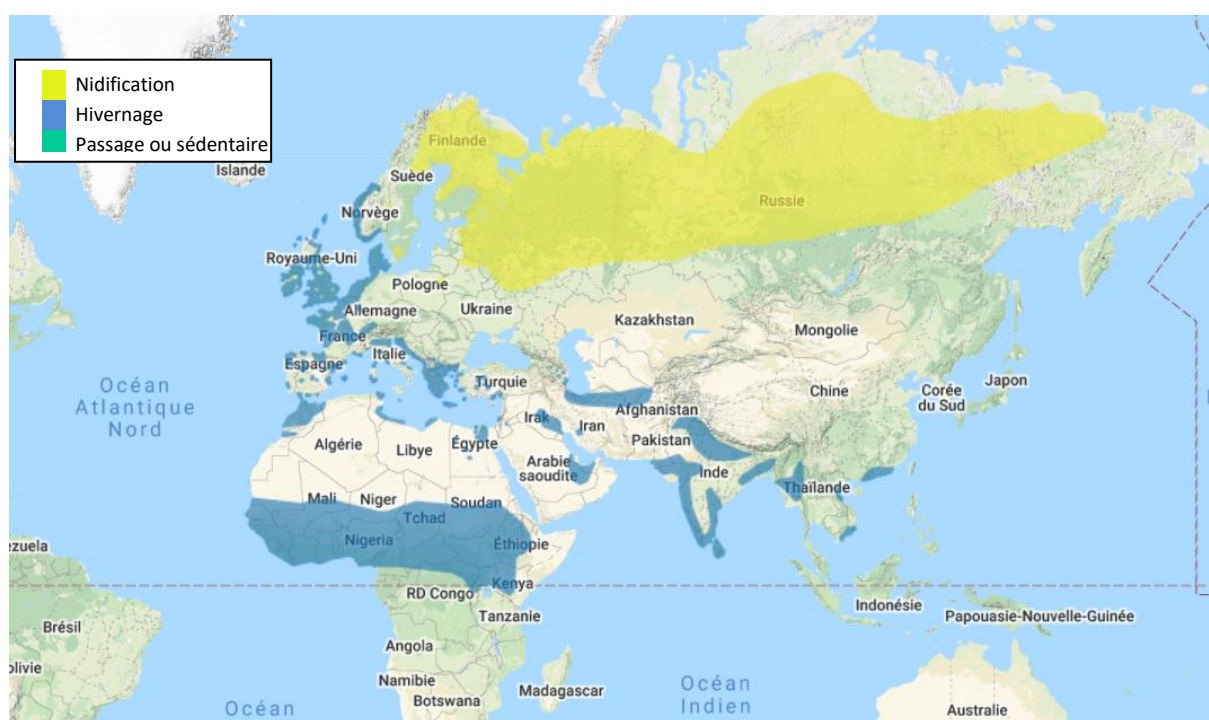 Nidification
Hivernage
Passage ou sédentaire
Islande
Finlande
Suède
Norvège
Russie
Royaume-Uni
Pologne
Allemagne
Ukraine
Kazakhstan
Mongolie
France
Italie
Espagne
Turquie
Chine
Corée
du Sud
Japon
Océan
Atlantique
Nord
Afghanistan
Irak
Iran
Pakistan
Algérie
Libye
Égypte
Arabie
saoudite
Inde
Thaïlande
Mali
Niger
Soudan
Tchad
Nigeria
Éthiopie
ezuela
Kenya
RD Congo
Tanzanie
Indonésie
Papouasie-Nouvelle-Guinée
Brésil
Angola
olivie
Namibie
Botswana
Madagascar
Océan
Indien
Océan
Australie